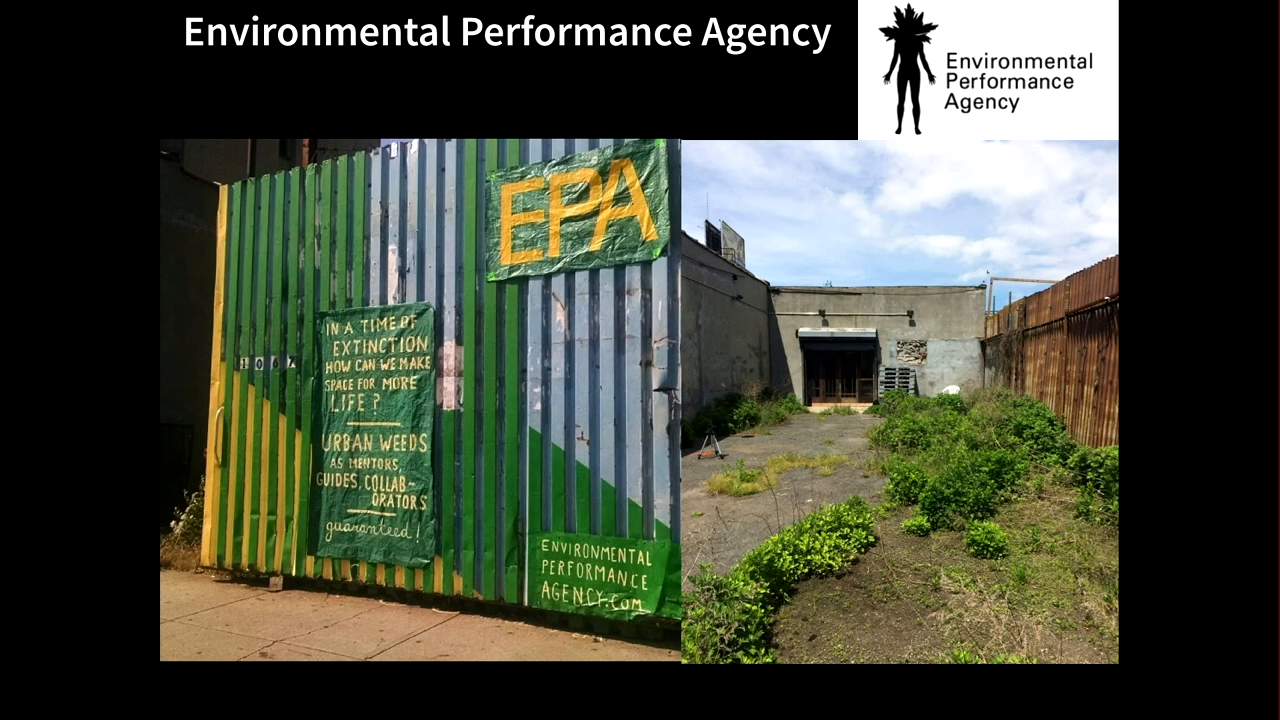 Environmental Performance Agency
Environmental
Performance
Agency
EPA
IN A TIME OF
EXTINCTION
HOW CAN WE MAKE
SPACE FOR MORE
LIFE?
URBAN WEEDS
AS MENTORS,
GUIDES, COLLAB-
ORATORS
guaranteed!
1067
ENVIRONMENTAL
PERFORMANCE
AGENCY.COM